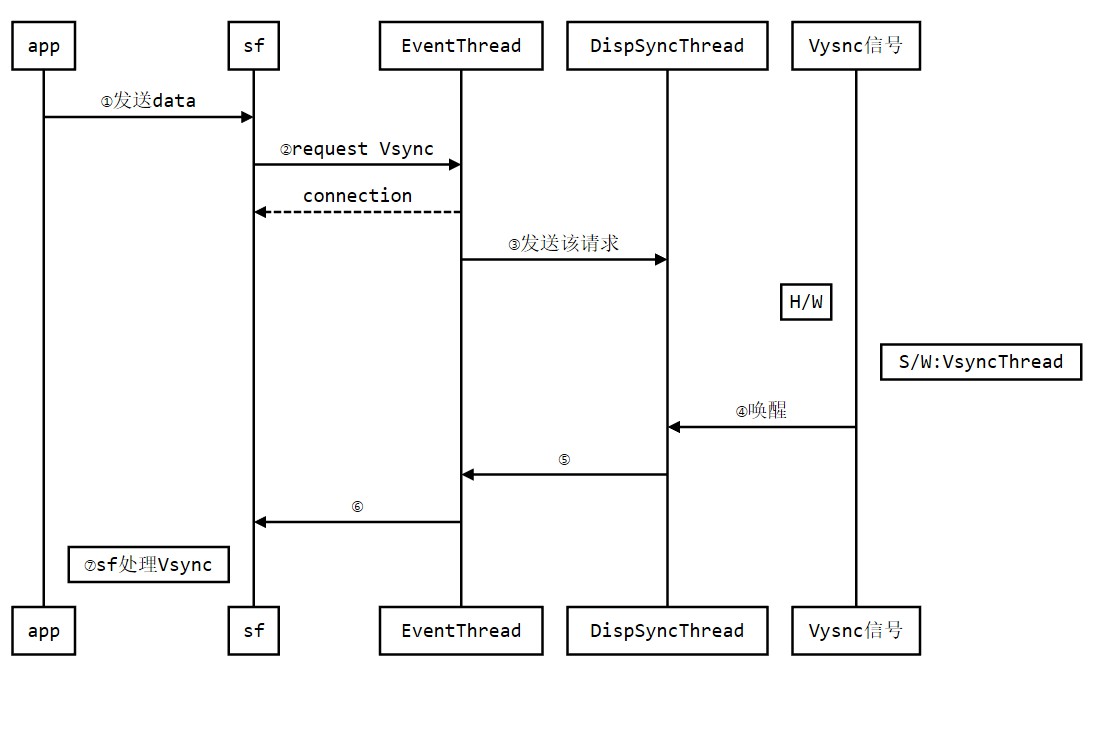 app
sf
EventThread
DispSyncThread
Vysnc信号
①发送data
②request Vsync
connection
③发送该请求
H/W
S/W:VsyncThread
④唤醒
⑤
⑥
⑦sf处理Vsync
app
sf
EventThread
DispSyncThread
Vysnc信号